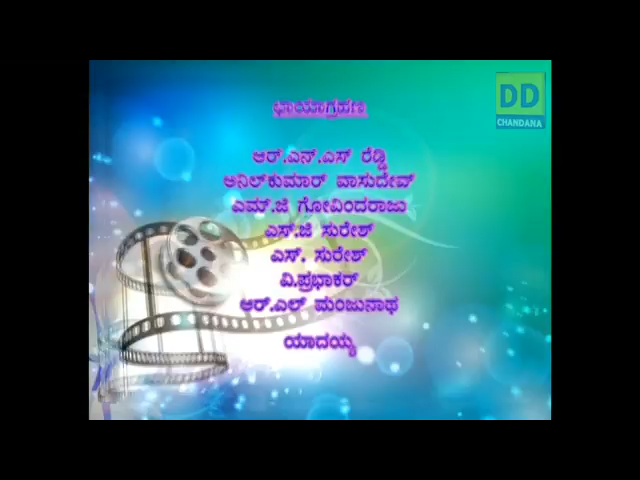 ಛಾಯಾಗ್ರಹಣ
DD
CHANDANA
ಆರ್.ಎನ್.ಎಸ್ ರೆಡ್ಡಿ
ಅನಿಲ್‌ಕುಮಾರ್ ವಾಸುದೇವ್
ಎಮ್.ಜಿ ಗೋವಿಂದರಾಜು
ಎಸ್.ಜಿ ಸುರೇಶ್
ಎಸ್. ಸುರೇಶ್
ವಿ.ಪ್ರಭಾಕರ್
ಆರ್.ಎಲ್ ಮಂಜುನಾಥ
ಯಾದಯ್ಯ